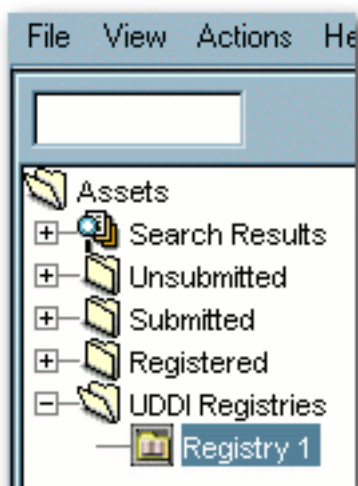 File View Actions He
Assets
Search Results
Unsubmitted
Submitted
Registered
UDDI Registries
Registry 1